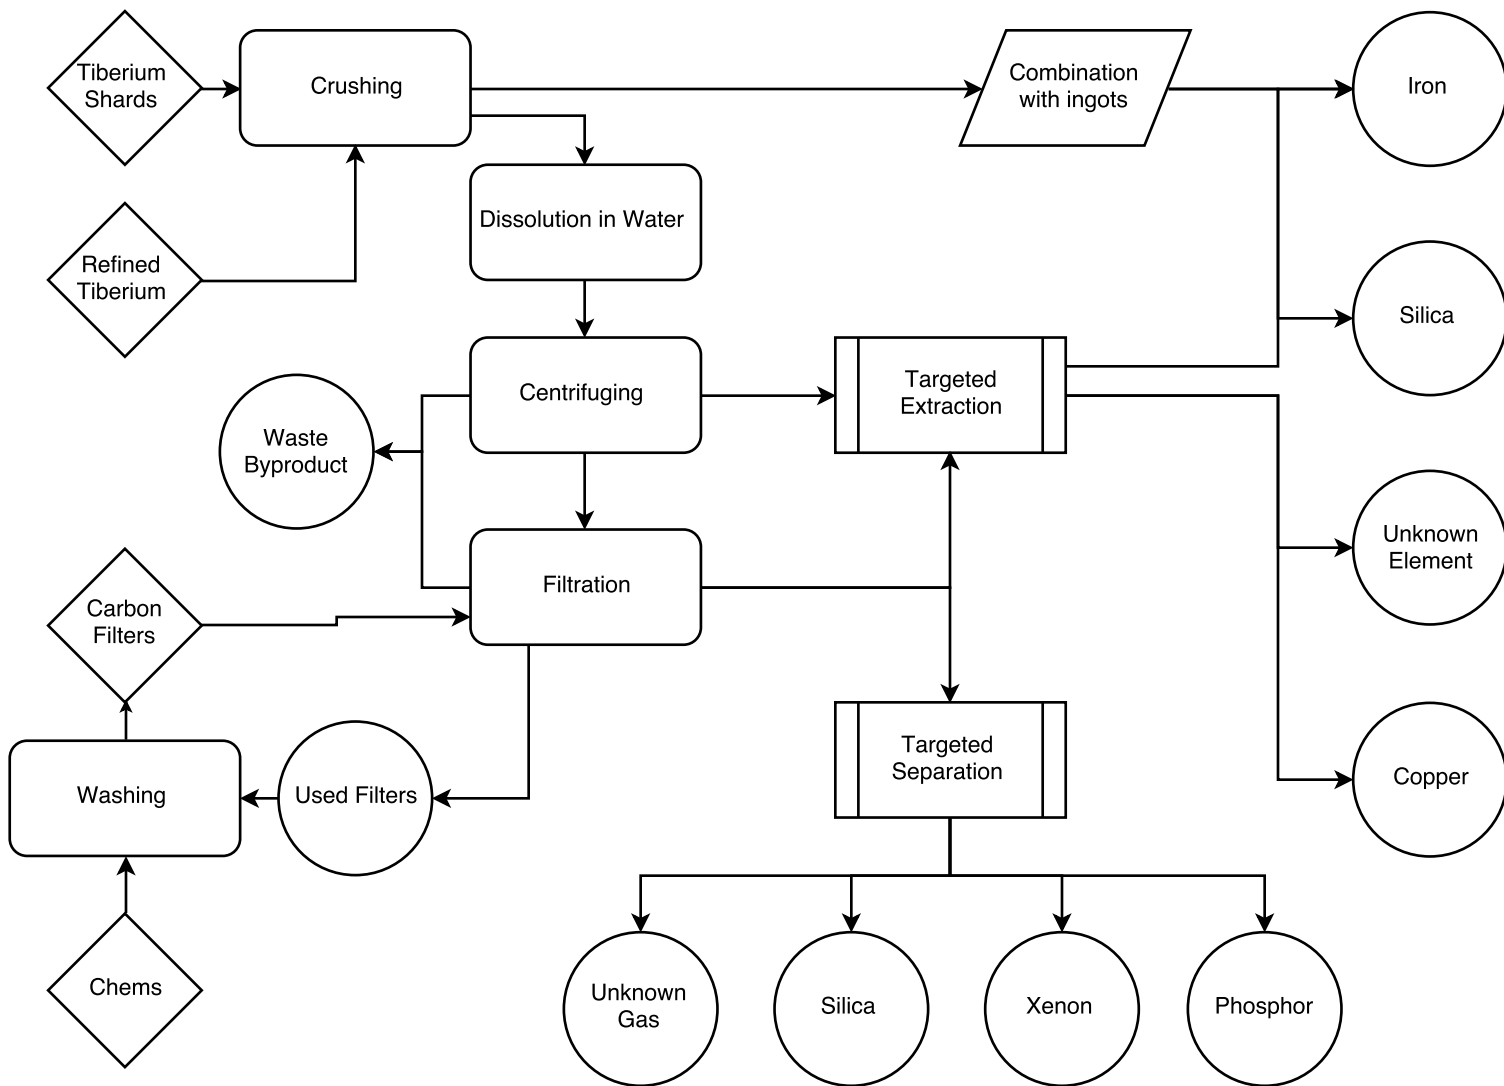 Tiberium
Shards
Crushing
Combination
with ingots
Iron
Dissolution in Water
Refined
Tiberium
Silica
Centrifuging
Targeted
Extraction
Waste
Byproduct
Unknown
Element
Filtration
Carbon
Filters
Targeted
Separation
Copper
Washing
Used Filters
Chems
Unknown
Gas
Silica
Xenon
Phosphor